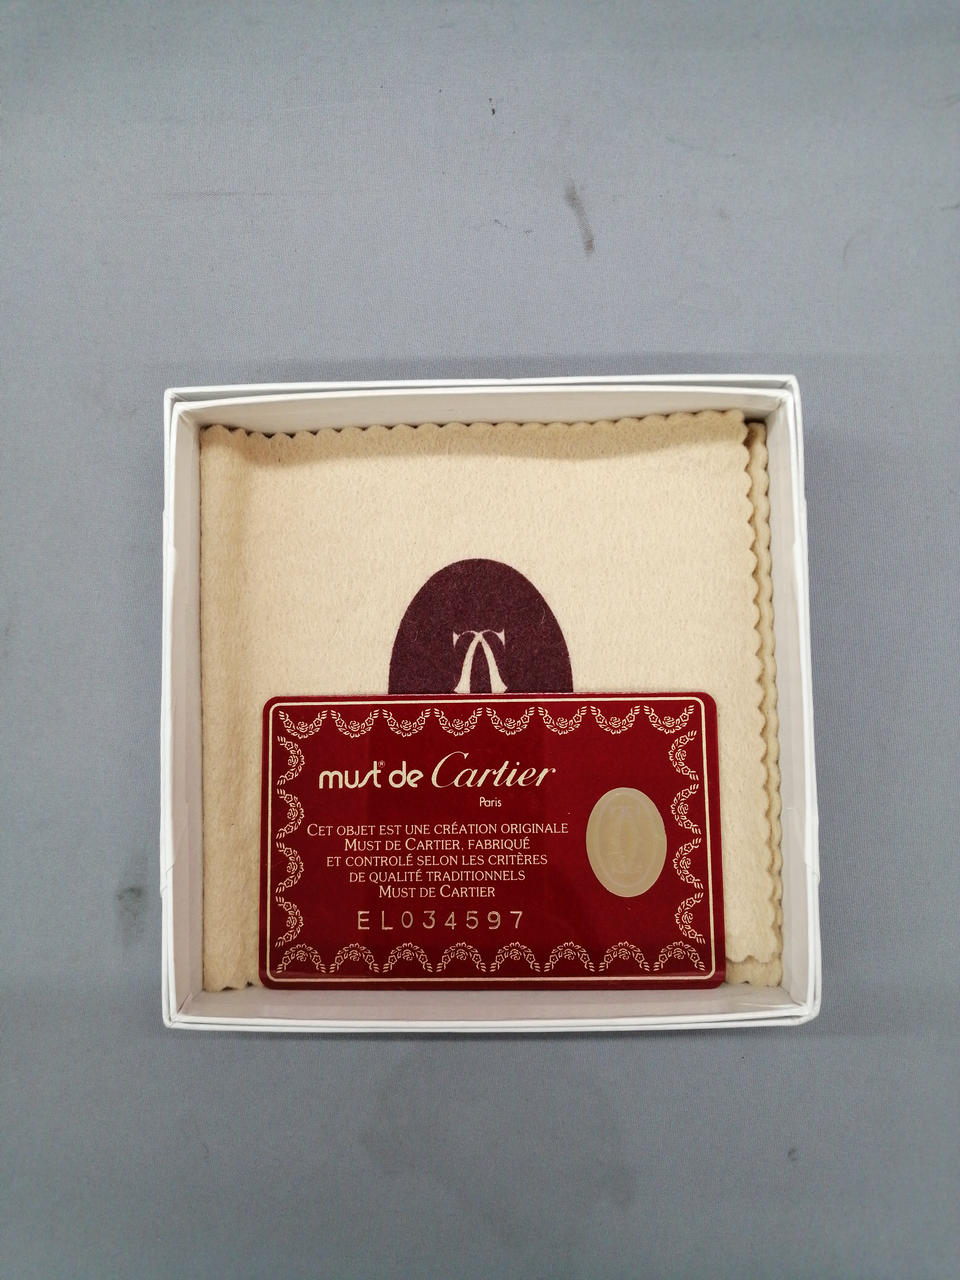 must® de Cartier
Paris
CET OBJET EST UNE CRÉATION ORIGINALE
MUST DE CARTIER, FABRIQUÉ
ET CONTROLÉ SELON LES CRITÈRES
DE QUALITÉ TRADITIONNELS
MUST DE CARTIER
EL034597